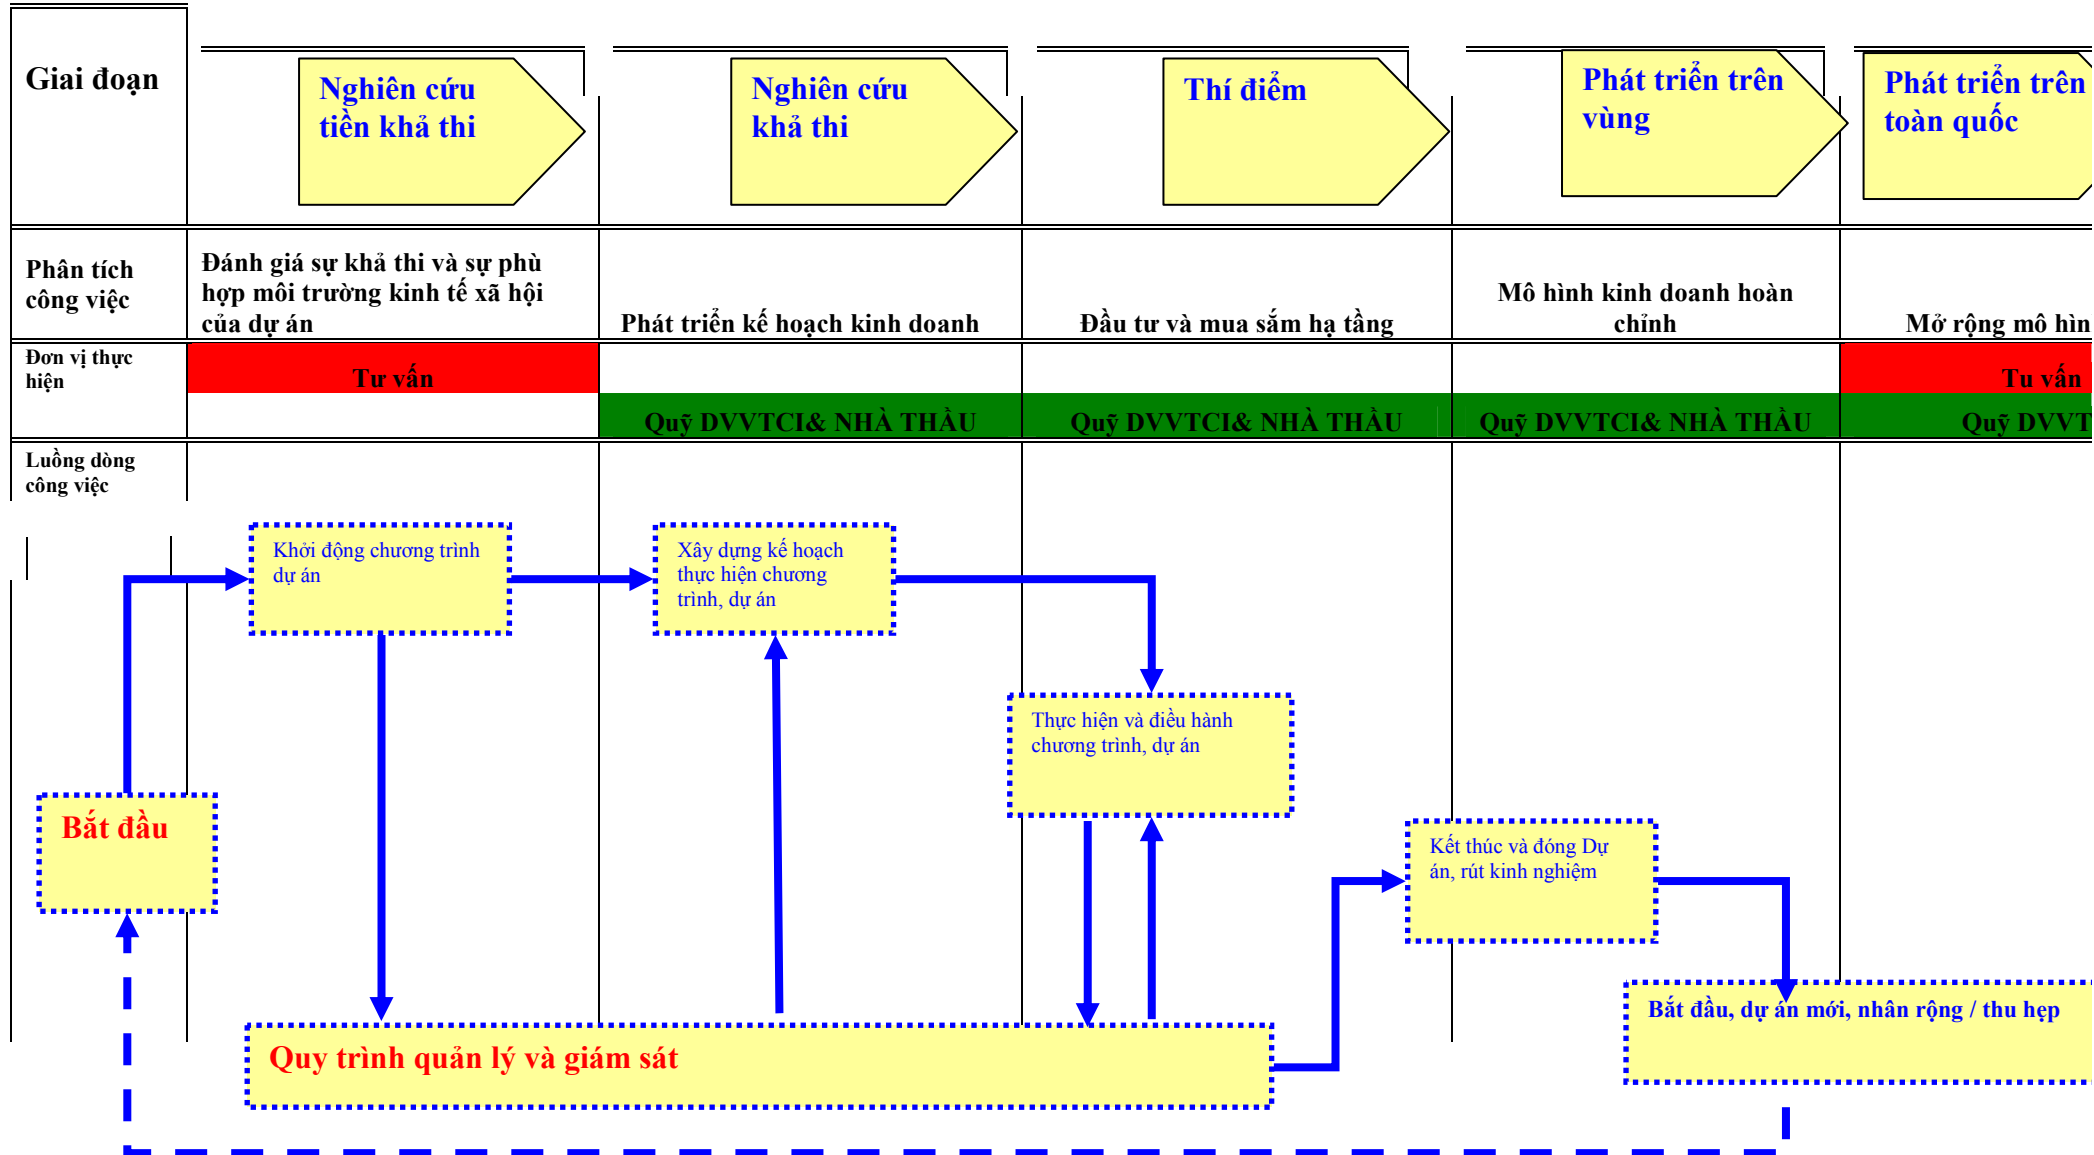 Giai đoạn
Nghiên cứu
tiền khả thi
Nghiên cứu
khả thi
Thí điểm
Phát triển trên
vùng
Phát triển trên
toàn quốc
Phân tích
công việc
Đánh giá sự khả thi và sự phù
hợp môi trường kinh tế xã hội
của dự án
Phát triển kế hoạch kinh doanh
Đầu tư và mua sắm hạ tầng
Mô hình kinh doanh hoàn
chỉnh
Mở rộng mô hìn
Đơn vị thực
hiện
Tư vấn
Tu vấn
Quỹ DVVTCI& NHÀ THẦU
Quỹ DVVTCI& NHÀ THẦU
Quỹ DVVTCI& NHÀ THẦU
Quỹ DVVT
Luồng dòng
công việc
Khởi động chương trình
dự án
Xây dựng kế hoạch
thực hiện chương
trình, dự án
Thực hiện và điều hành
chương trình, dự án
Bắt đầu
Kết thúc và đóng Dự
án, rút kinh nghiệm
Bắt đầu, dự án mới, nhân rộng / thu hẹp
Quy trình quản lý và giám sát